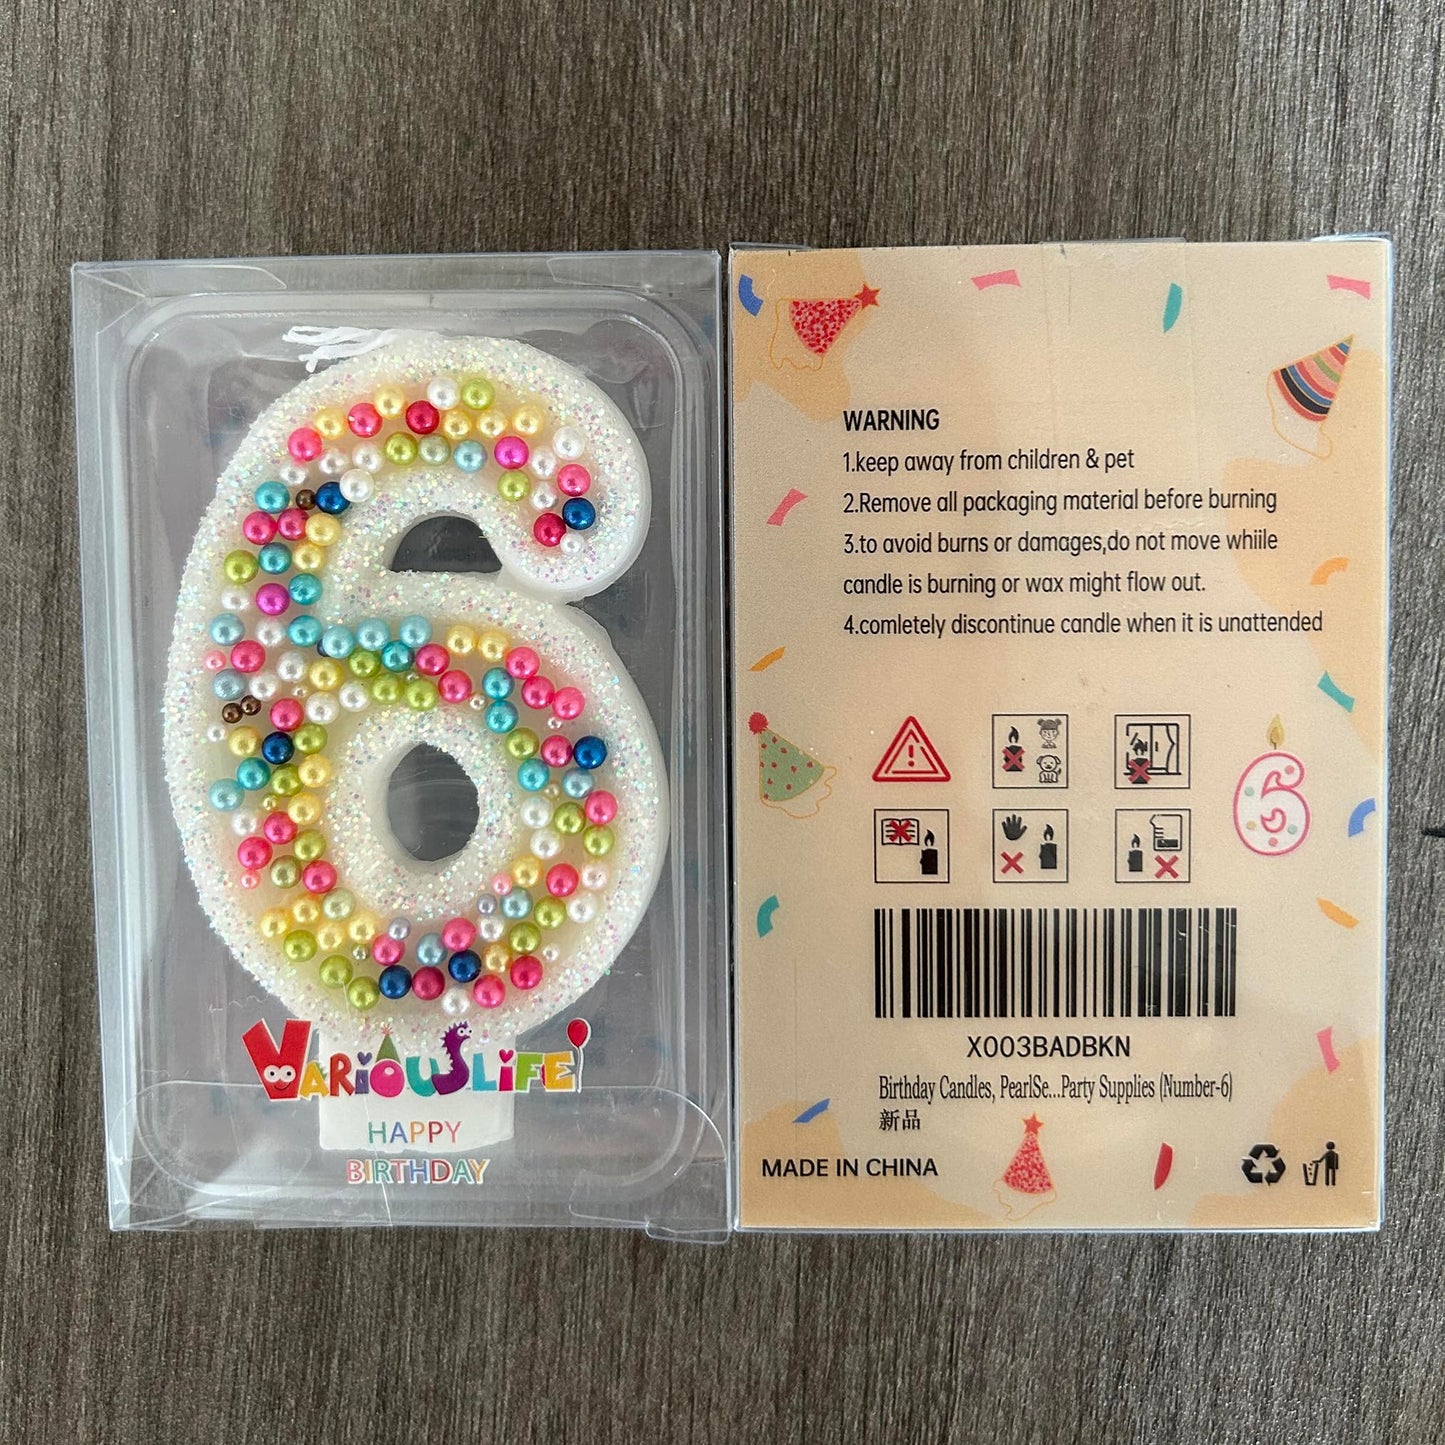 VARIOUSLIFE
HAPPY
BIRTHDAY
WARNING
1.keep away from children & pet
2.Remove all packaging material before burning
3.to avoid burns or damages,do not move whiile
candle is burning or wax might flow out.
4.comletely discontinue candle when it is unattended
X003BADBKN
Birthday Candles, PearlSe...Party Supplies (Number-6)
新品
MADE IN CHINA